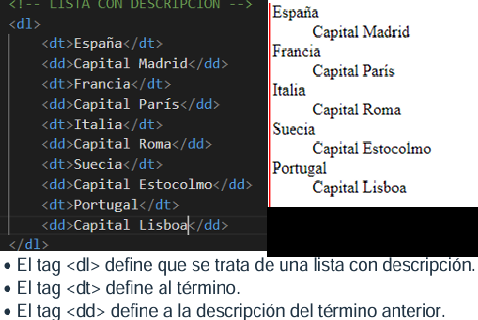 <!-- LISTA CON DESCRIPCION -->
<dl>
<dt>España</dt>
<dd>Capital Madrid</dd>
<dt>Francia</dt>
<dd>Capital París</dd>
<dt>Italia</dt>
<dd>Capital Roma</dd>
<dt>Suecia</dt>
<dd>Capital Estocolmo</dd>
<dt>Portugal</dt>
<dd>Capital Lisboa</dd>
</dl>
España
Capital Madrid
Francia
Capital París
Italia
Capital Roma
Suecia
Capital Estocolmo
Portugal
Capital Lisboa
• El tag <dl> define que se trata de una lista con descripción.
• El tag <dt> define al término.
• El tag <dd> define a la descripción del término anterior.